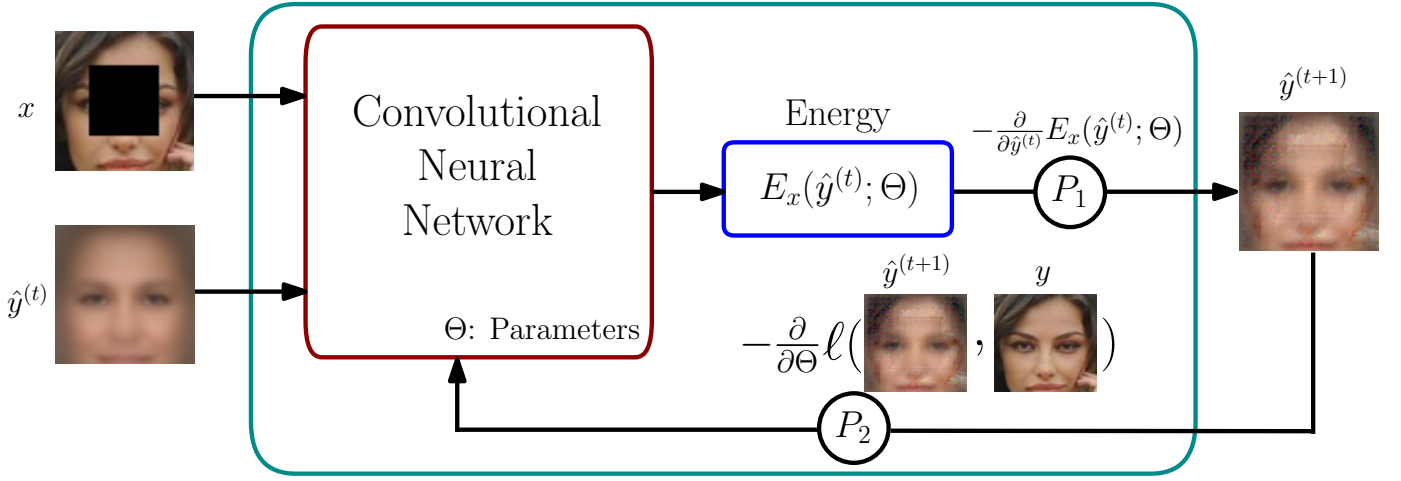 x
ŷ^(t)
Convolutional
Neural
Network
Θ: Parameters
Energy
E_x(ŷ^(t); Θ)
-∂/∂ŷ^(t) E_x(ŷ^(t); Θ)
P_1
ŷ^(t+1)
ŷ^(t+1)
y
-∂/∂Θ ℓ( , )
P_2